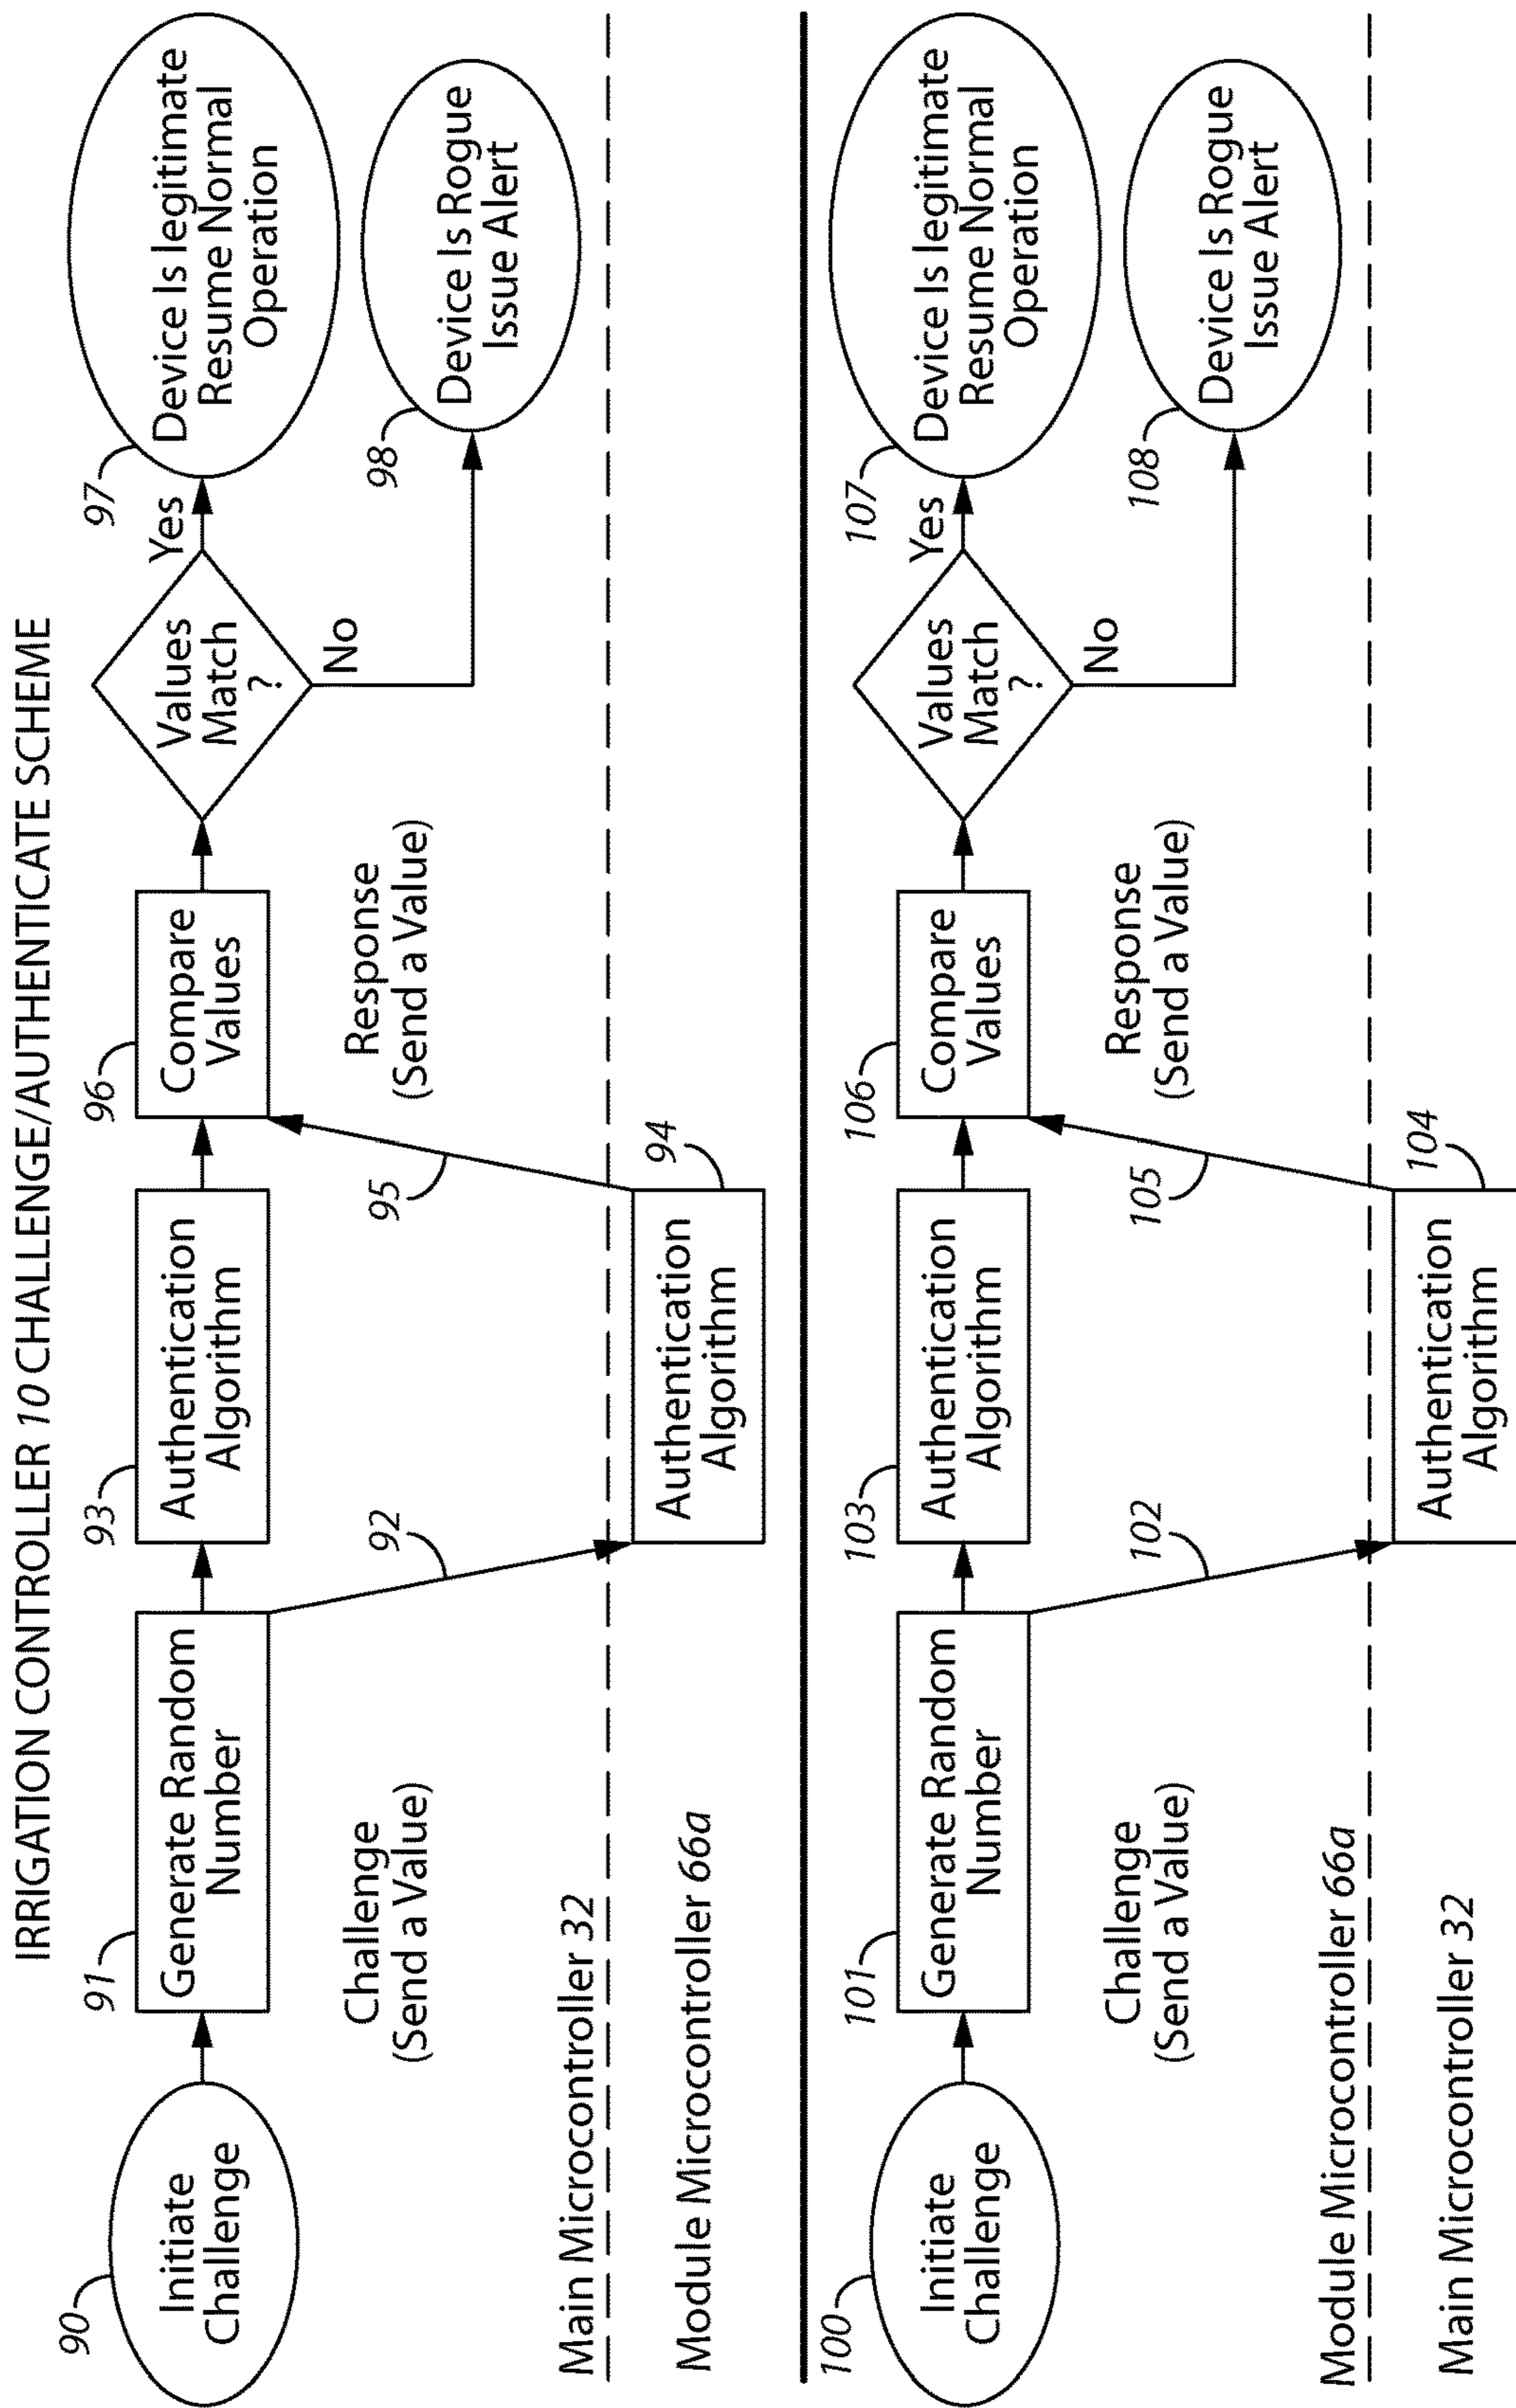 IRRIGATION CONTROLLER 10 CHALLENGE/AUTHENTICATE SCHEME
90
Initiate
Challenge
91
Generate Random
Number
93
Authentication
Algorithm
96
Compare
Values
Values
Match
?
Yes
97
Device Is legitimate
Resume Normal
Operation
No
98
Device Is Rogue
Issue Alert
Challenge
(Send a Value)
92
95
Response
(Send a Value)
Main Microcontroller 32
Module Microcontroller 66a
94
Authentication
Algorithm
100
Initiate
Challenge
101
Generate Random
Number
103
Authentication
Algorithm
106
Compare
Values
Values
Match
?
Yes
107
Device Is legitimate
Resume Normal
Operation
No
108
Device Is Rogue
Issue Alert
Challenge
(Send a Value)
102
105
Response
(Send a Value)
Module Microcontroller 66a
Main Microcontroller 32
104
Authentication
Algorithm